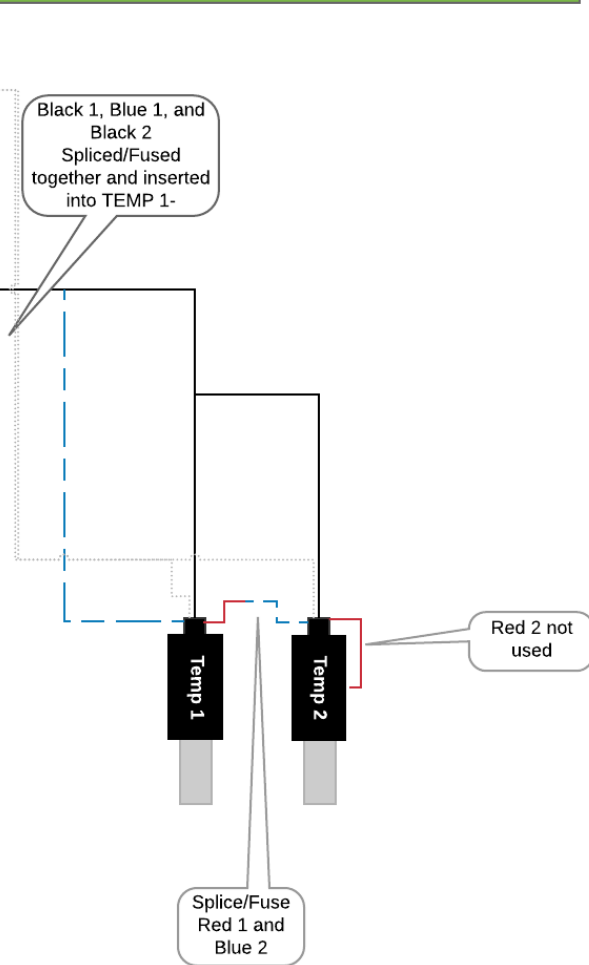 Black 1, Blue 1, and
Black 2
Spliced/Fused
together and inserted
into TEMP 1-
Temp 1
Temp 2
Red 2 not
used
Splice/Fuse
Red 1 and
Blue 2